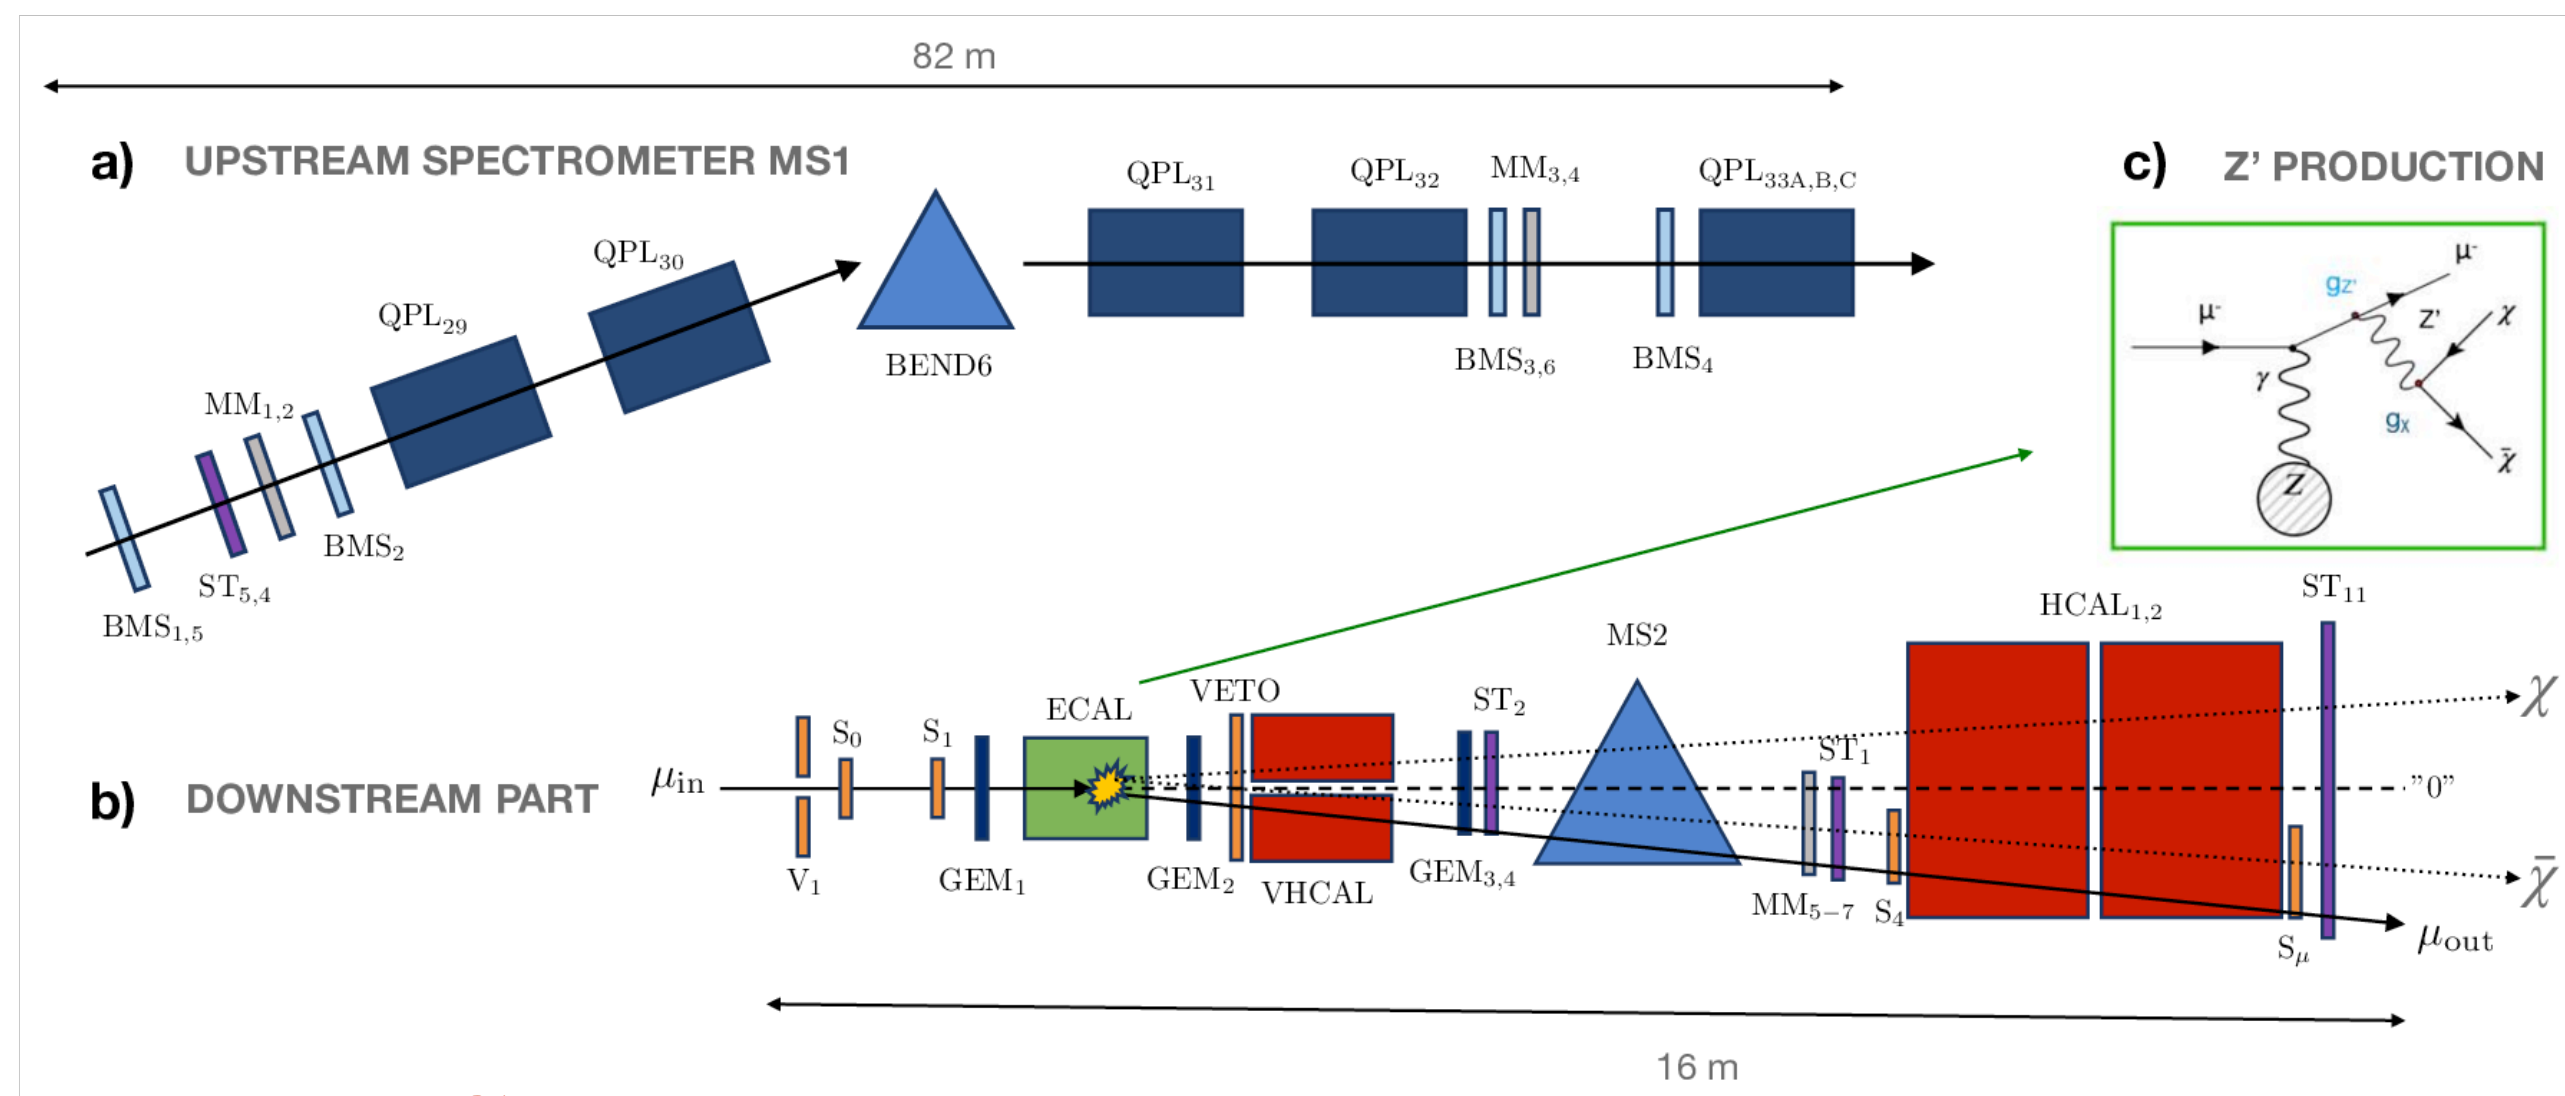 82 m
a) UPSTREAM SPECTROMETER MS1
QPL31
QPL32
MM3,4
QPL33A,B,C
c) Z' PRODUCTION
QPL30
QPL29
BEND6
BMS3,6
BMS4
MM1,2
BMS2
ST5,4
BMS1,5
μ-
gZ'
μ-
Z'
χ
γ
gχ
χ̄
Z
ST11
HCAL1,2
MS2
VETO
ECAL
ST2
S0
S1
ST1
χ
b) DOWNSTREAM PART
μin
"0"
V1
GEM1
GEM2
VHCAL
GEM3,4
MM5−7
S4
Sμ
χ̄
μout
16 m